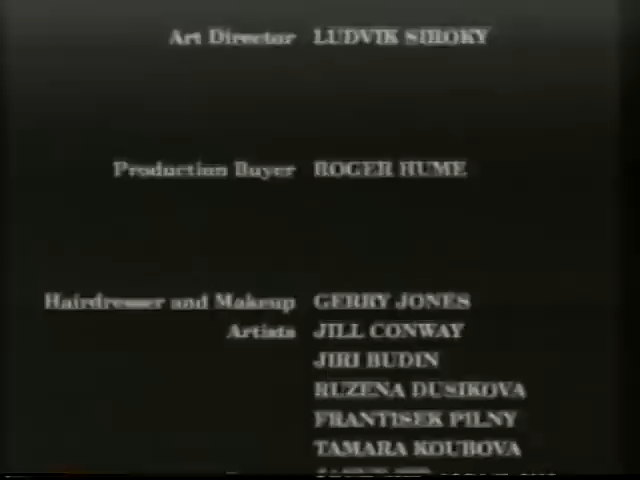 Art Director LUDVIK SIROKY
Production Buyer ROGER HUME
Hairdresser and Makeup GERRY JONES
Artists JILL CONWAY
JIRI BUDIN
RUZENA DUSIKOVA
FRANTISEK PILNY
TAMARA KOUBOVA